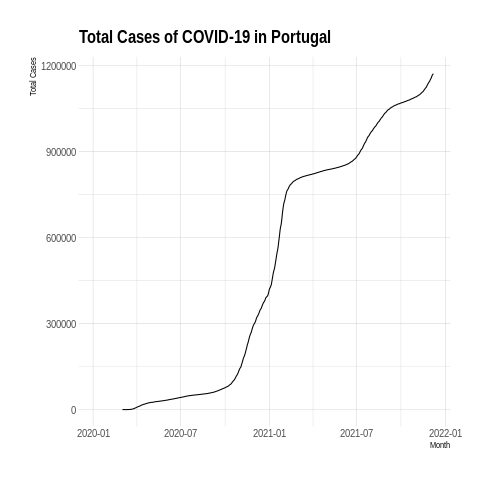 Total Cases of COVID-19 in Portugal
Total Cases
1200000
900000
600000
300000
0
2020-01 2020-07 2021-01 2021-07 2022-01
Month